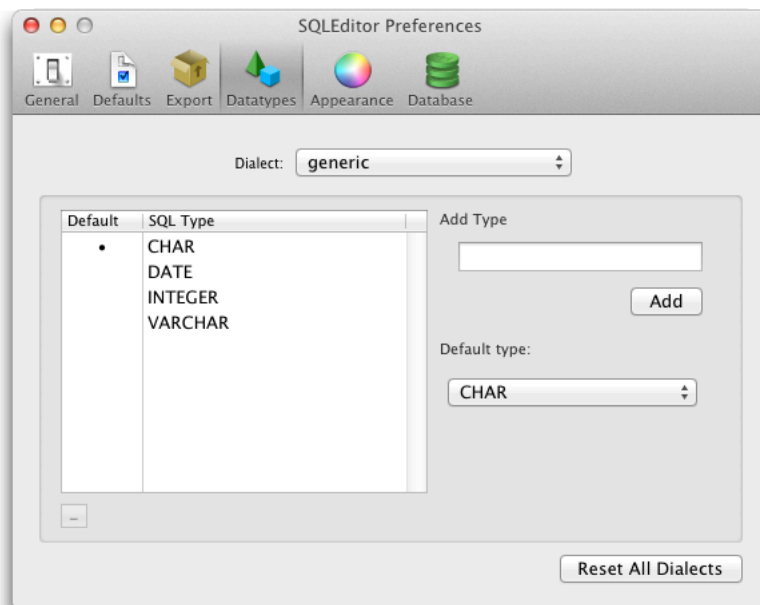 SQLEditor Preferences
General Defaults Export Datatypes Appearance Database
Dialect: generic
Default SQL Type
• CHAR
DATE
INTEGER
VARCHAR
Add Type
Add
Default type:
CHAR
Reset All Dialects